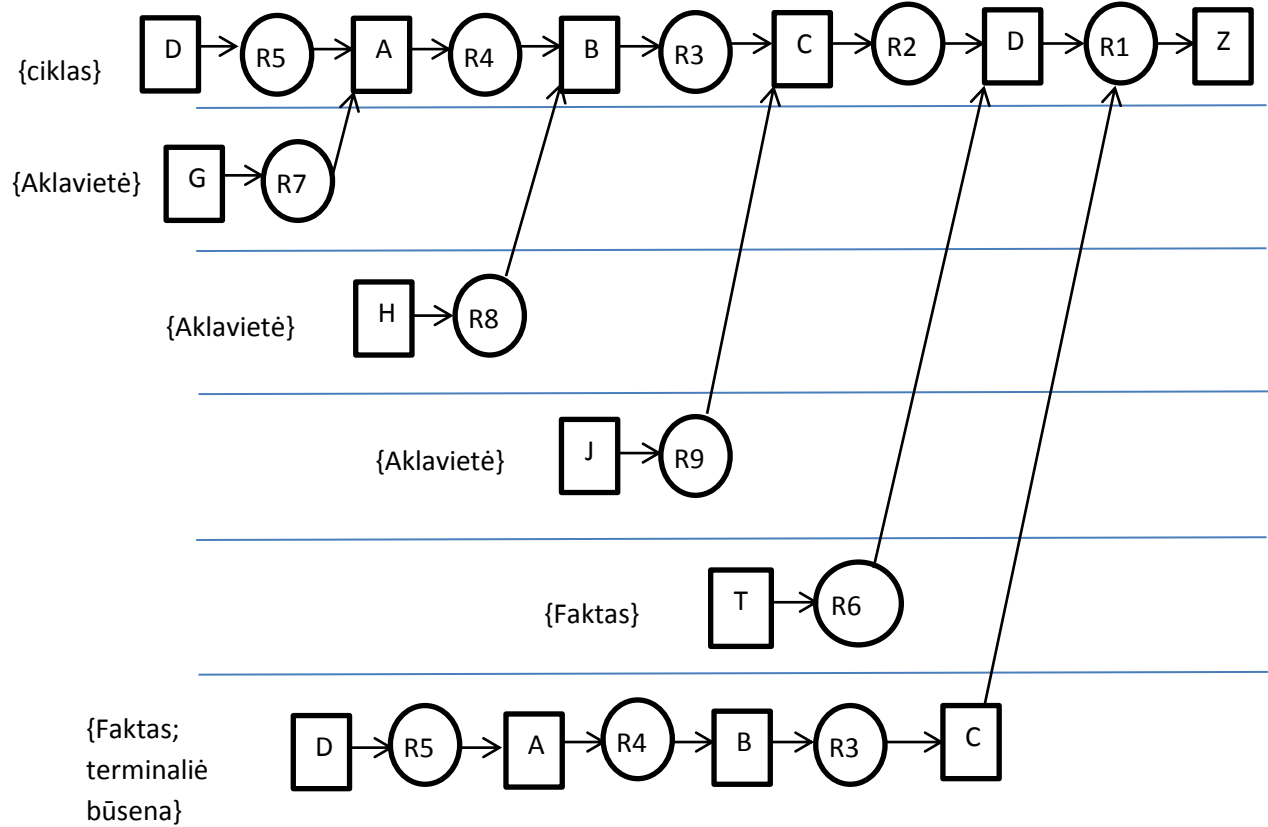 D R5 A R4 B R3 C R2 D R1 Z
{ciklas}
{Aklavietė} G R7
{Aklavietė} H R8
{Aklavietė} J R9
{Faktas} T R6
{Faktas;
terminalié
būsena}
D R5 A R4 B R3 C